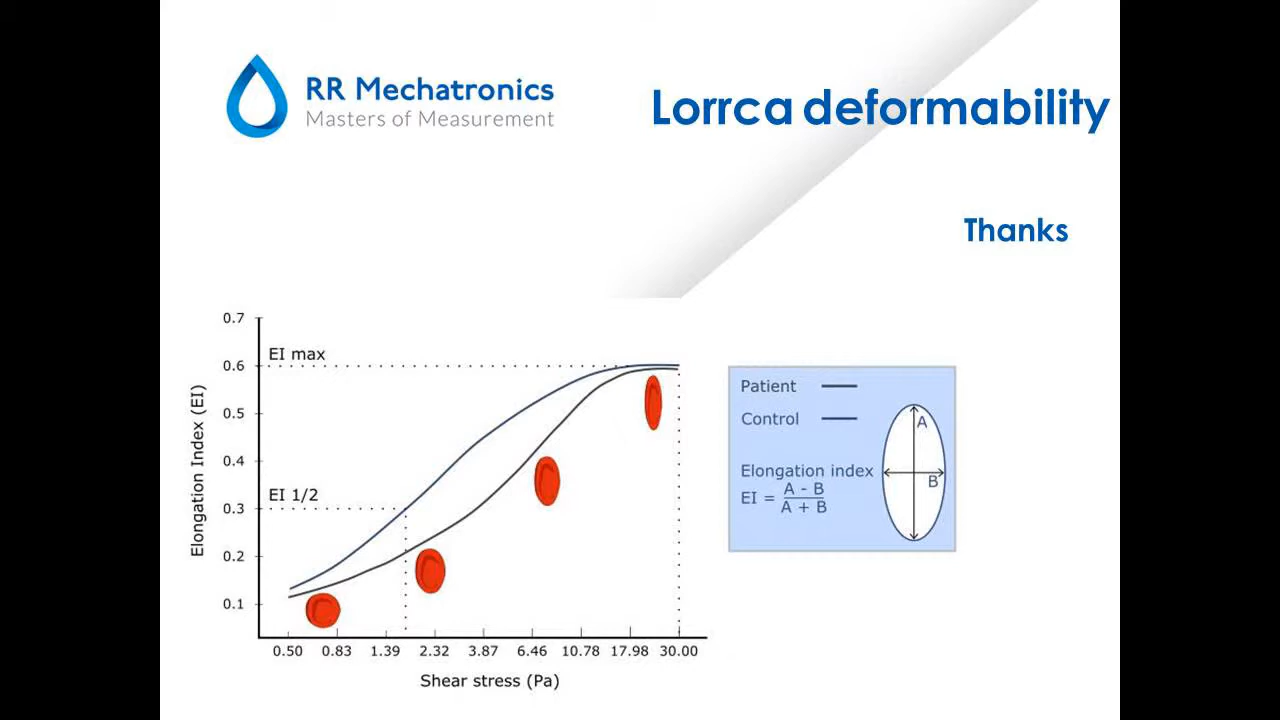 RR Mechatronics
Masters of Measurement
Lorrca deformability
Thanks
0.7
EI max
0.6
0.5
0.4
EI 1/2
0.3
0.2
0.1
Elongation Index (EI)
0.50 0.83 1.39 2.32 3.87 6.46 10.78 17.98 30.00
Shear stress (Pa)
Patient
Control
A
Elongation index
B
EI = A - B
A + B